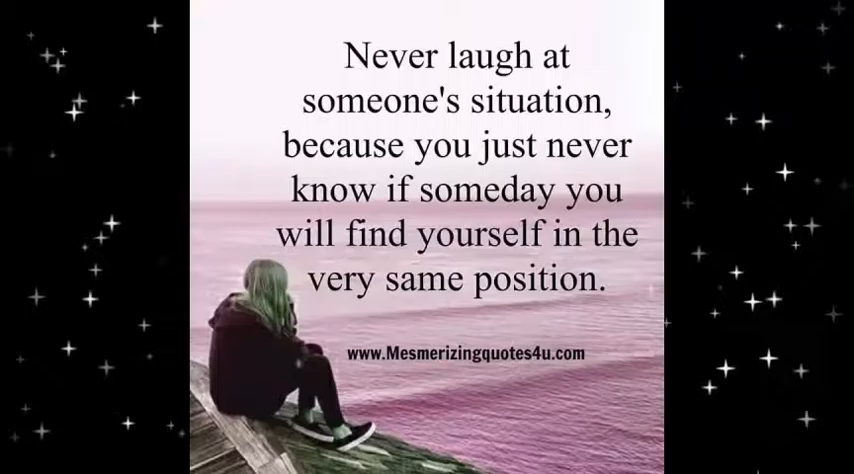 Never laugh at
someone's situation,
because you just never
know if someday you
will find yourself in the
very same position.
www.Mesmerizingquotes4u.com